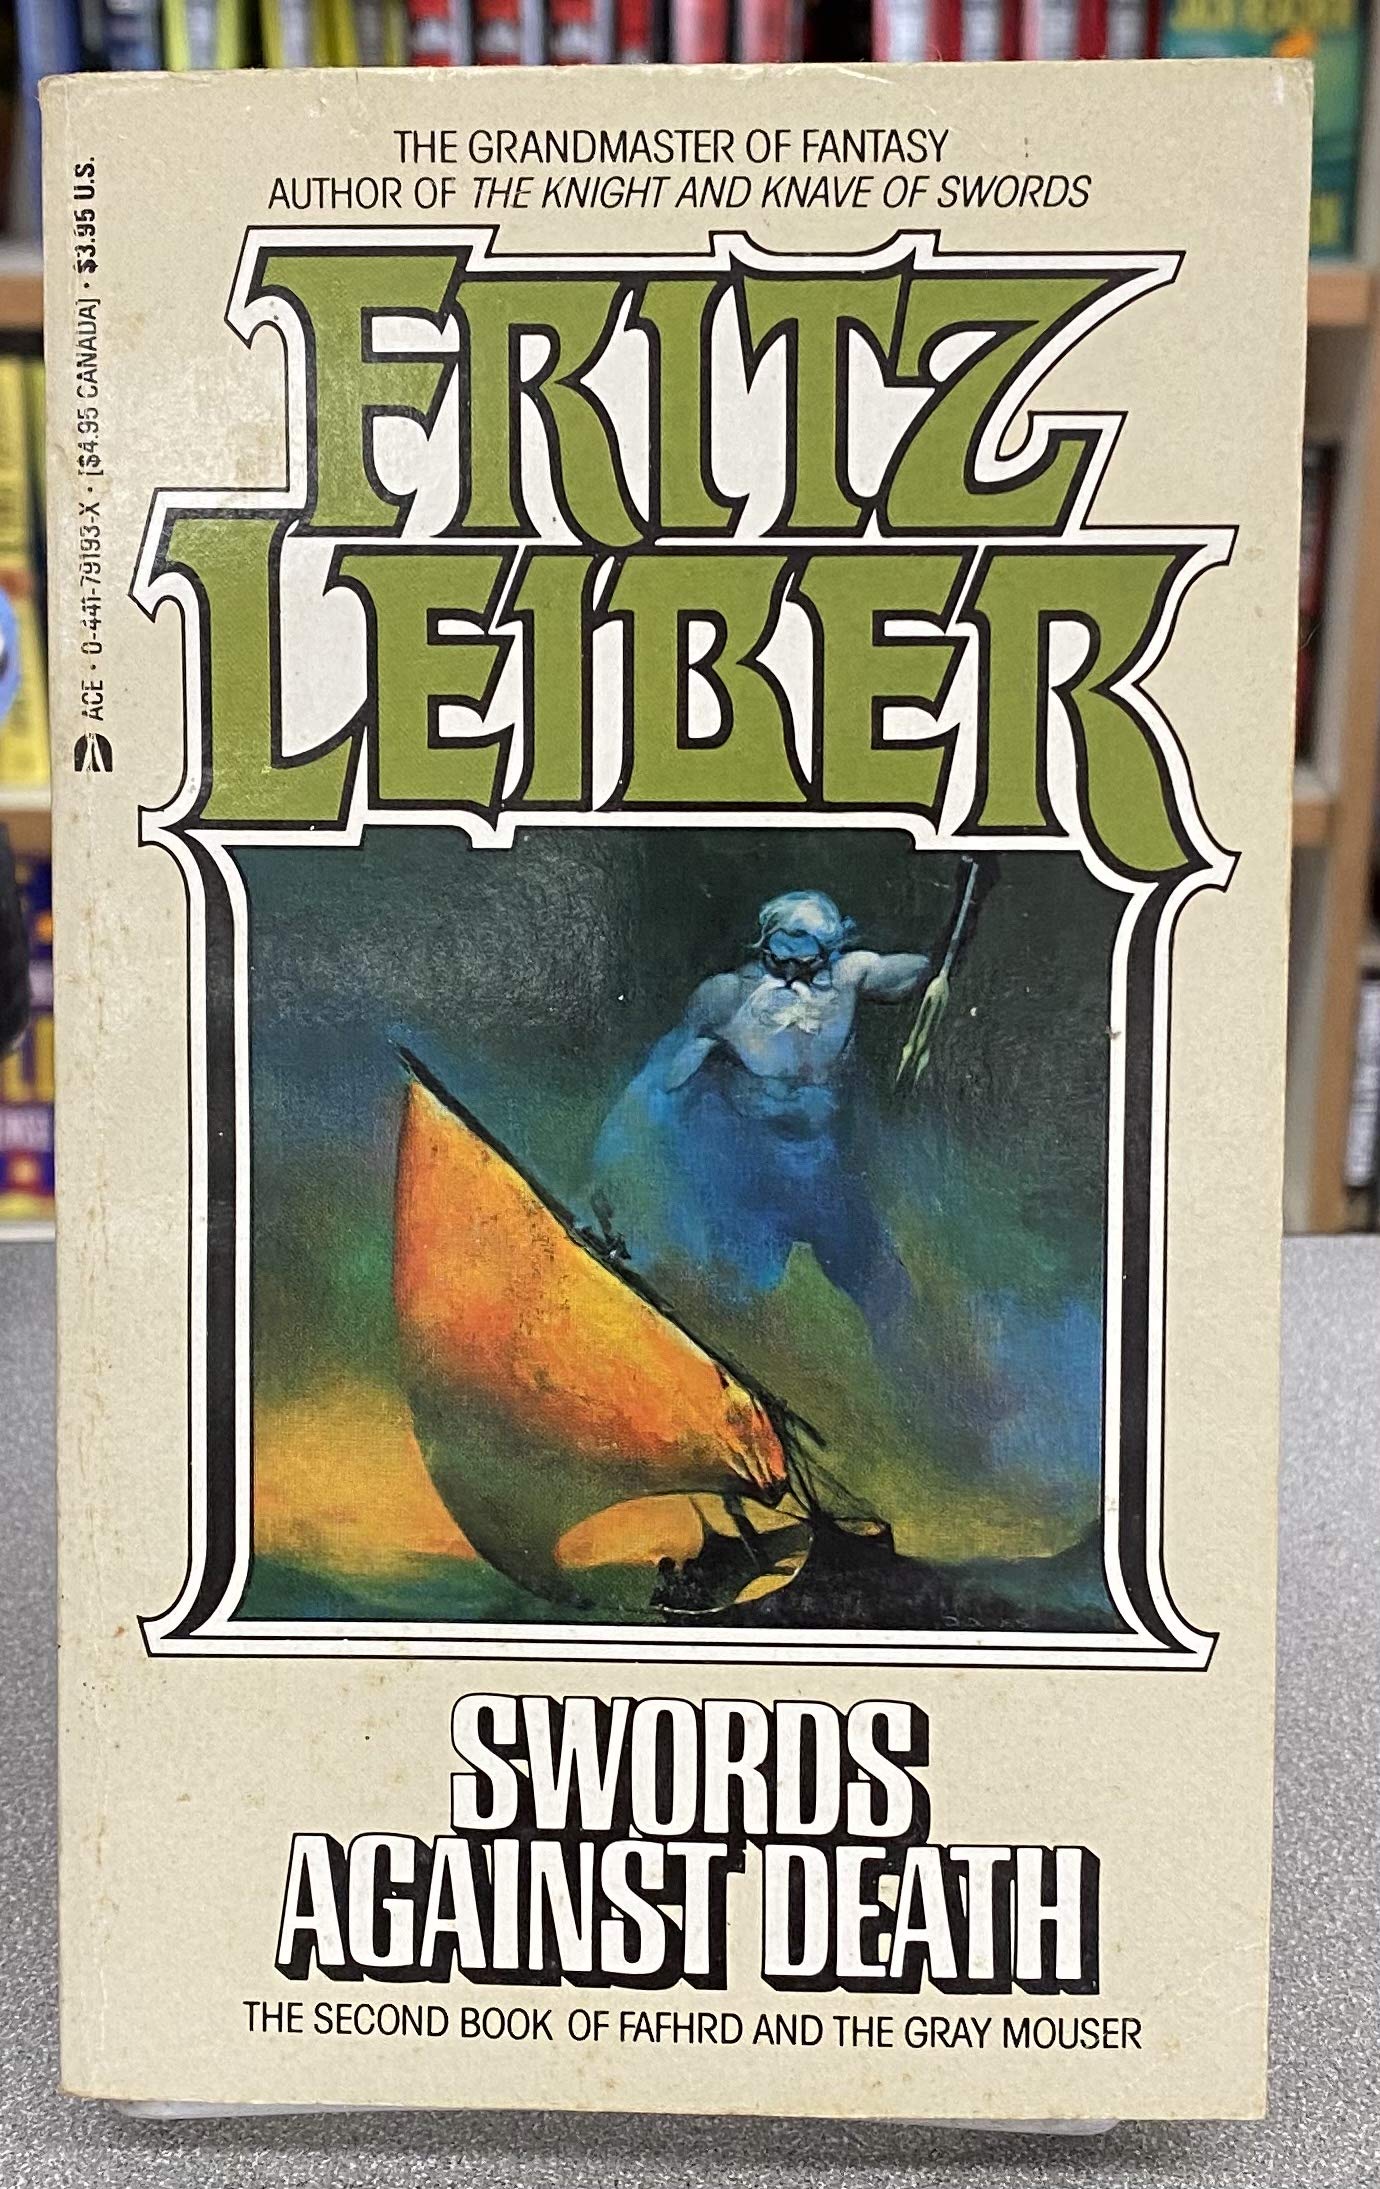 THE GRANDMASTER OF FANTASY
AUTHOR OF THE KNIGHT AND KNAVE OF SWORDS
FRITZ
LEIBER
ACE • 0-441-79193-X • [$4.95 CANADA] • $3.95 U.S.
SWORDS
AGAINST DEATH
THE SECOND BOOK OF FAFHRD AND THE GRAY MOUSER